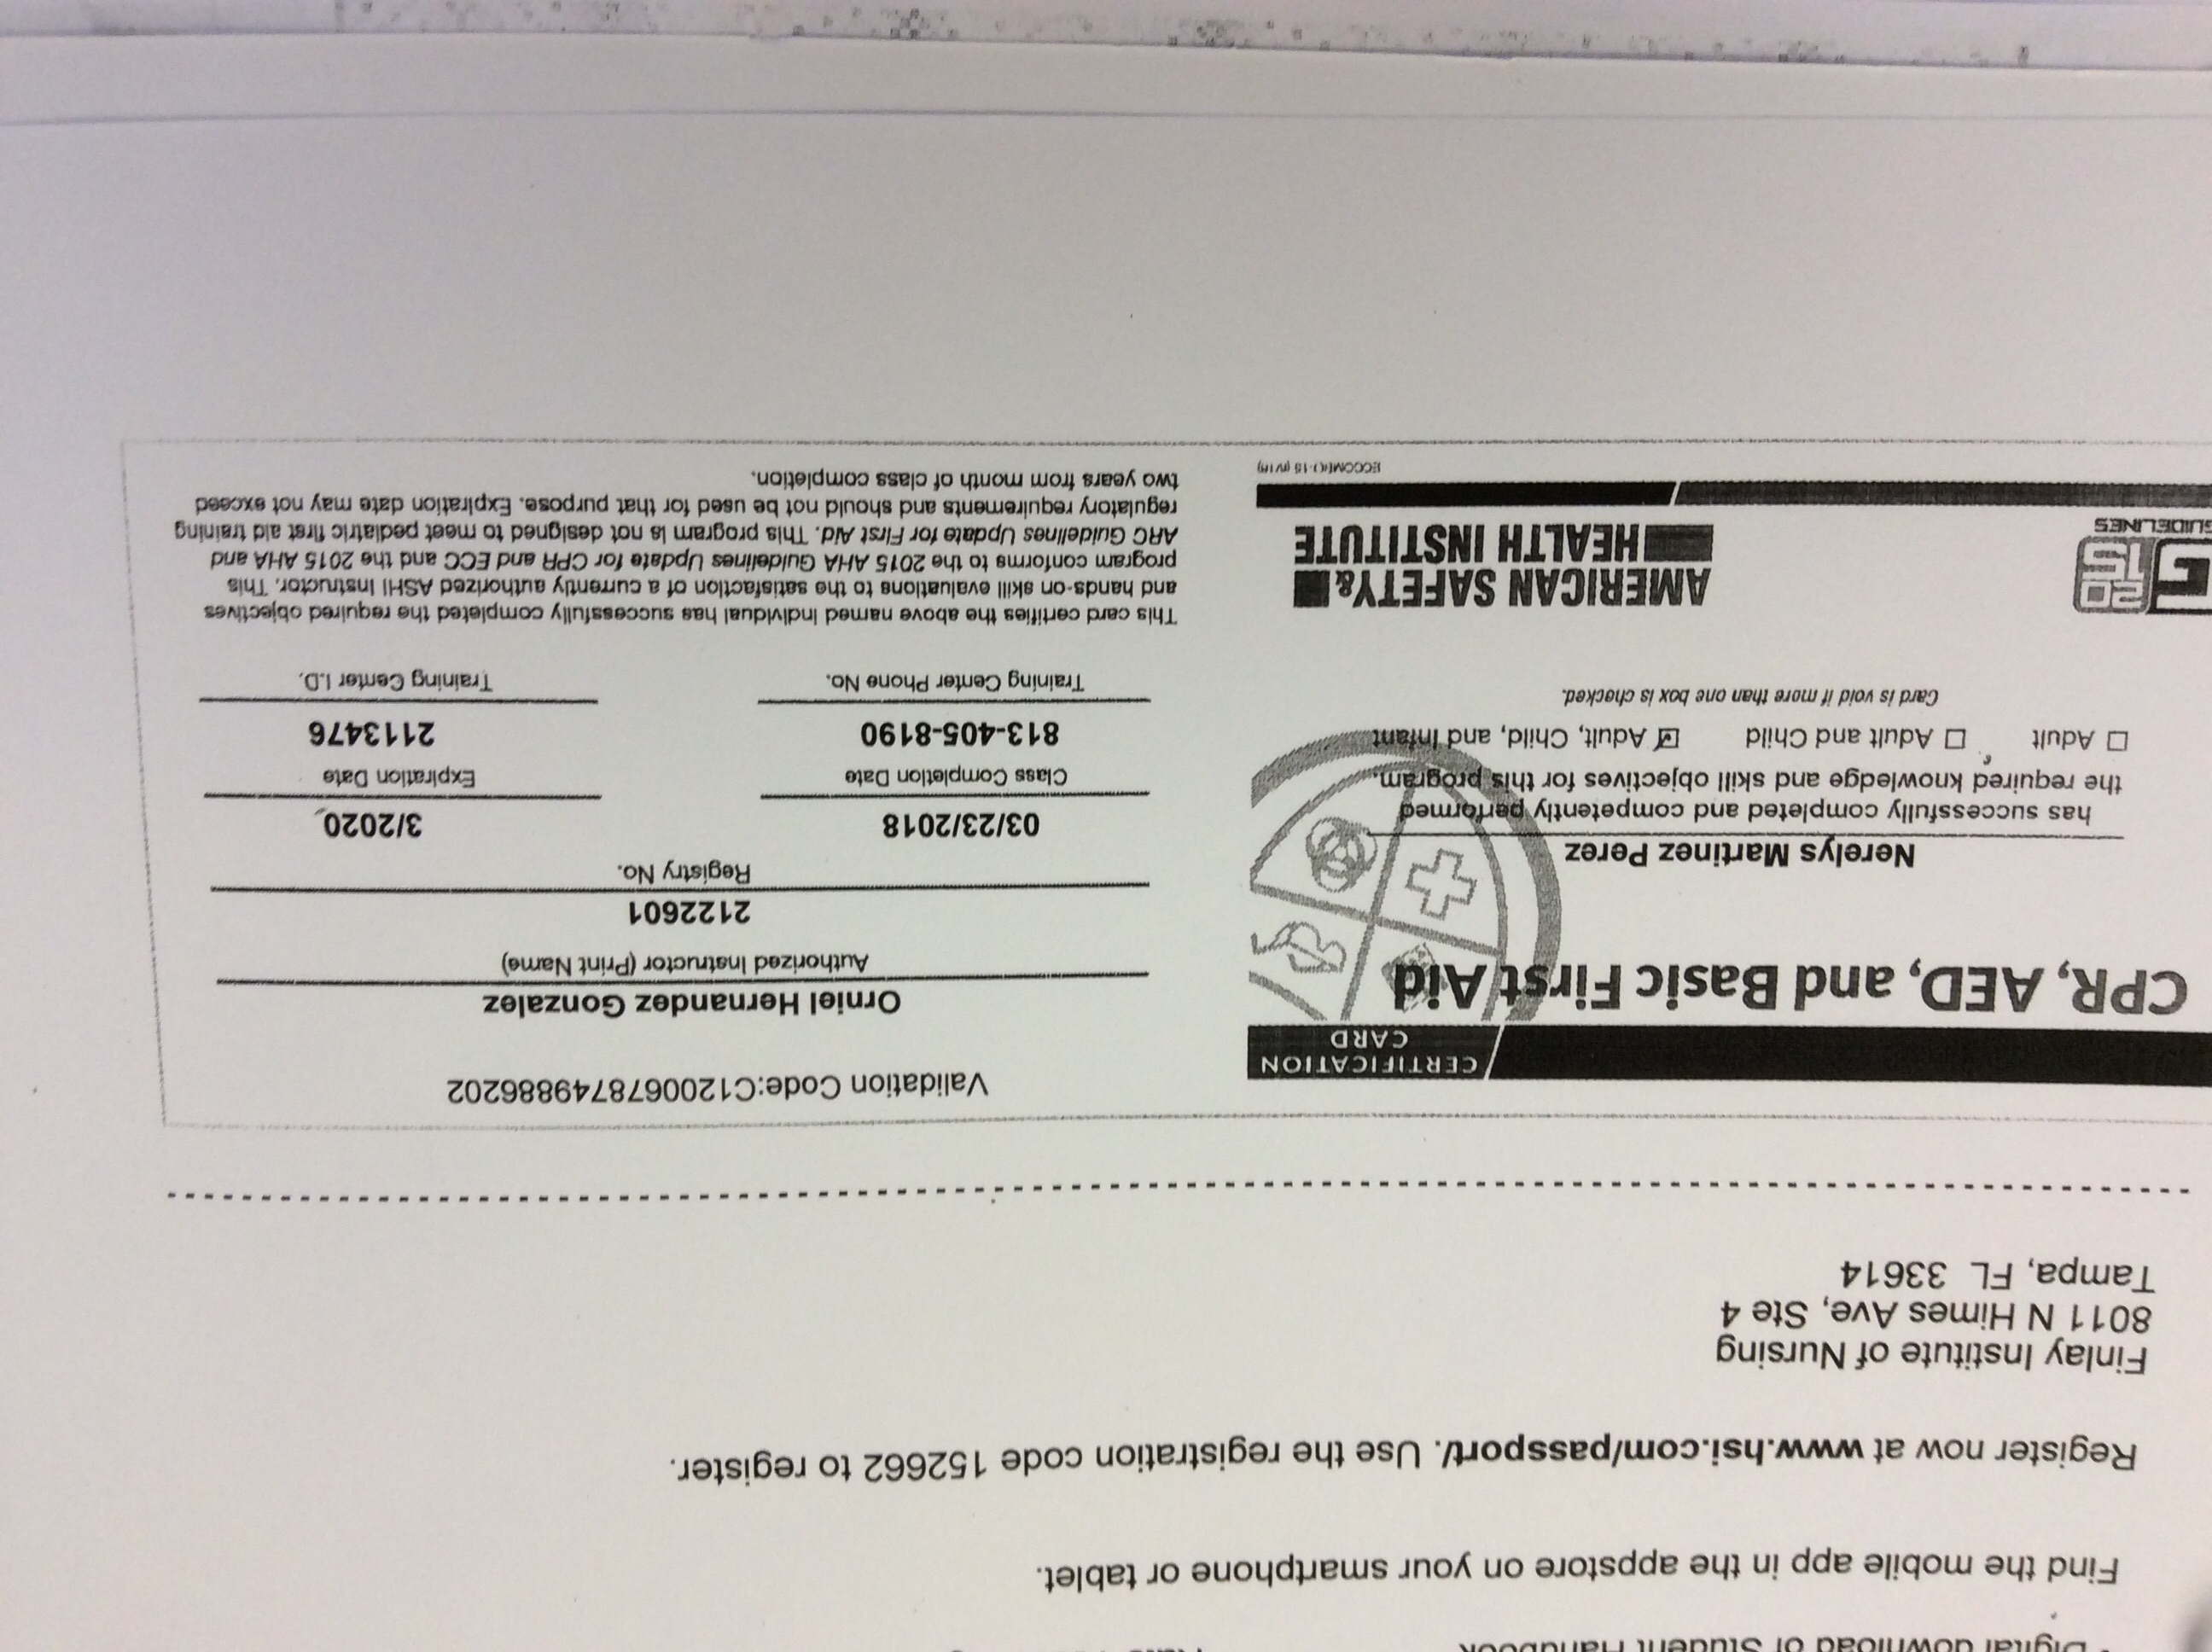 · Digital download of Student Handbook
Find the mobile app in the appstore on your smartphone or tablet.
Register now at www.hsi.com/passport/. Use the registration code 152662 to register.
Finlay Institute of Nursing
8011 N Himes Ave, Ste 4
Tampa, FL 33614
CERTIFICATION
CARD
CPR, AED, and Basic First Aid
Nerelys Martinez Perez
has successfully completed and competently performed
the required knowledge and skill objectives for this program.
☐ Adult ☐ Adult and Child ☑ Adult, Child, and Infant
Card is void if more than one box is checked.
G 2015
GUIDELINES
AMERICAN SAFETY&
HEALTH INSTITUTE
Validation Code:C1200678749886202
Orniel Hernandez Gonzalez
Authorized Instructor (Print Name)
2122601
Registry No.
03/23/2018 3/2020
Class Completion Date Expiration Date
813-405-8190 2113476
Training Center Phone No. Training Center I.D.
This card certifies the above named individual has successfully completed the required objectives
and hands-on skill evaluations to the satisfaction of a currently authorized ASHI Instructor. This
program conforms to the 2015 AHA Guidelines Update for CPR and ECC and the 2015 AHA and
ARC Guidelines Update for First Aid. This program is not designed to meet pediatric first aid training
regulatory requirements and should not be used for that purpose. Expiration date may not exceed
two years from month of class completion.